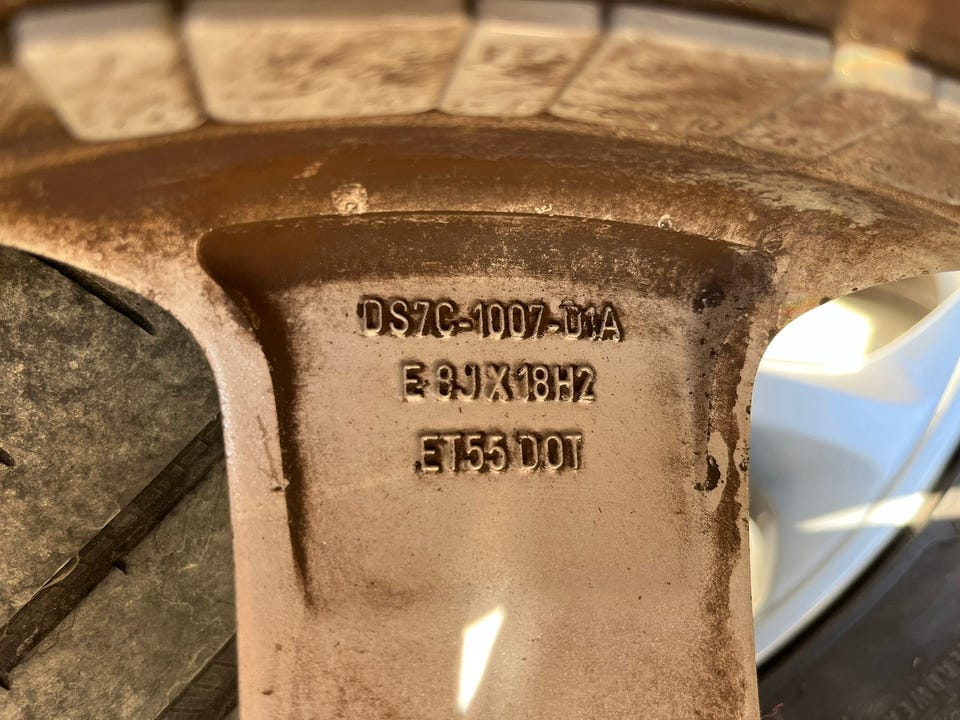 DS7C-1007-D1A
E 8J X 18H2
ET55 DOT